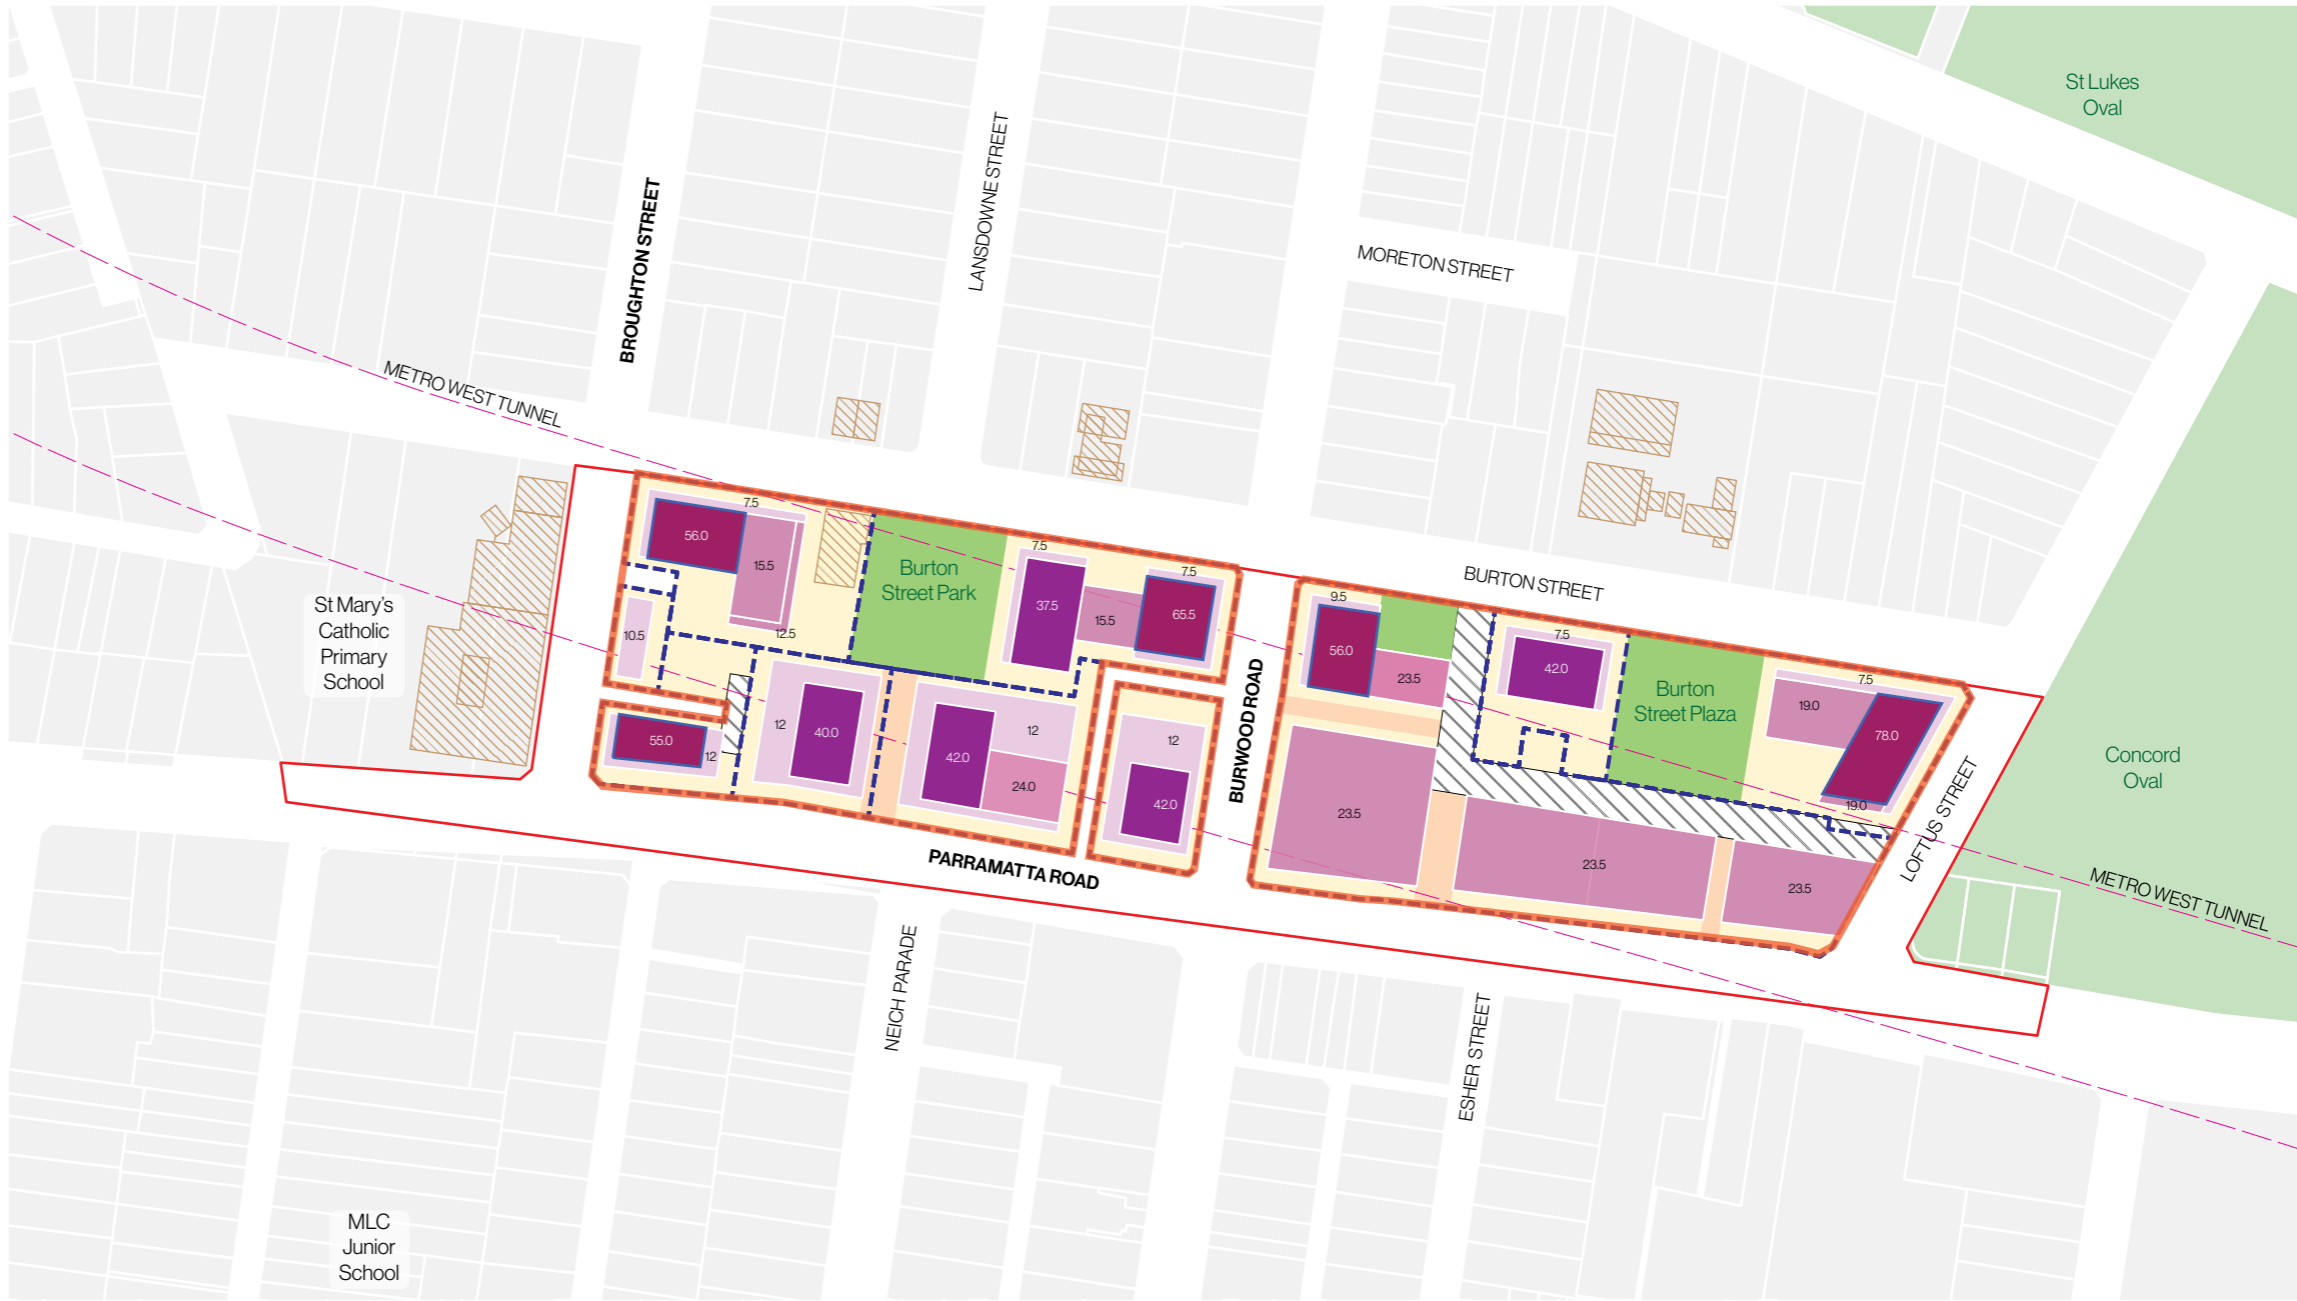 St Lukes
Oval
BROUGHTON STREET
LANSDOWNE STREET
MORETON STREET
METRO WEST TUNNEL
BURTON STREET
7.5
56.0
15.5
12.5
10.5
Burton
Street Park
7.5
37.5
15.5
7.5
65.5
St Mary's
Catholic
Primary
School
55.0
12
12
40.0
42.0
12
24.0
12
42.0
BURWOOD ROAD
9.5
56.0
23.5
7.5
42.0
Burton
Street Plaza
7.5
19.0
78.0
19.0
23.5
23.5
23.5
LOFTUS STREET
Concord
Oval
METRO WEST TUNNEL
PARRAMATTA ROAD
NEICH PARADE
ESHER STREET
MLC
Junior
School